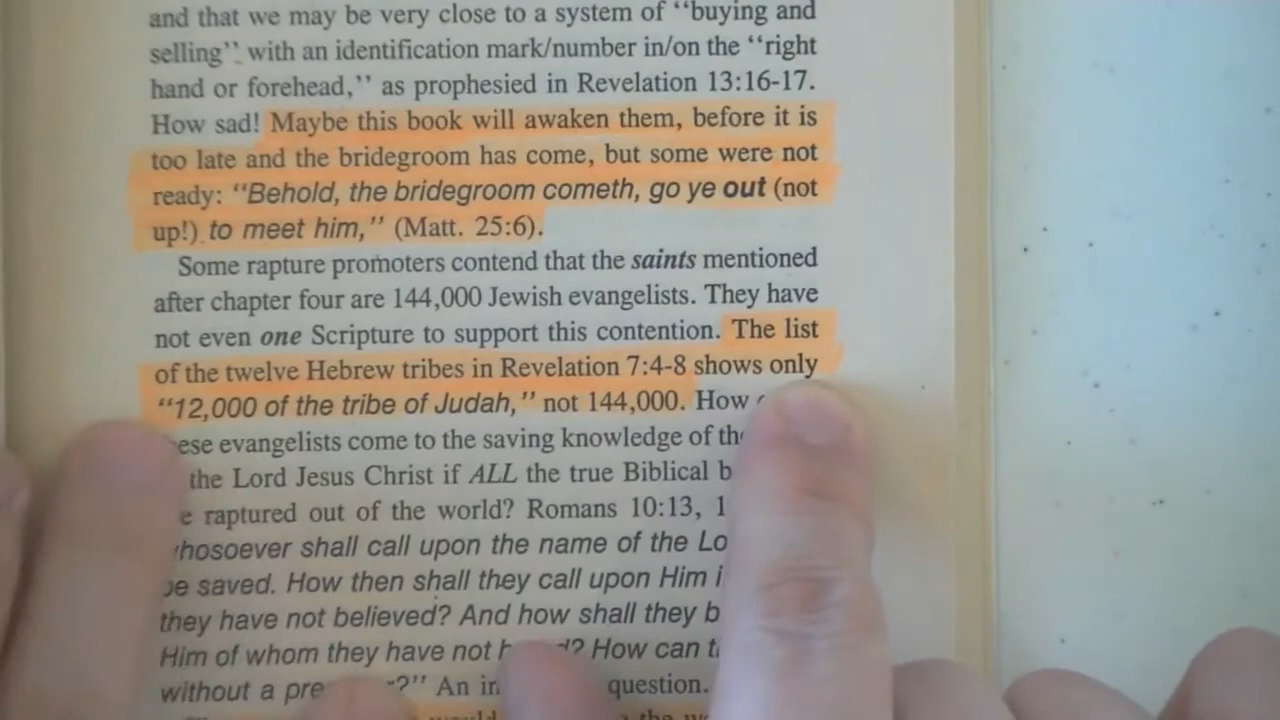 and that we may be very close to a system of “buying and
selling” with an identification mark/number in/on the “right
hand or forehead,” as prophesied in Revelation 13:16-17.
How sad! Maybe this book will awaken them, before it is
too late and the bridegroom has come, but some were not
ready: “Behold, the bridegroom cometh, go ye out (not
up!) to meet him,” (Matt. 25:6).
Some rapture promoters contend that the saints mentioned
after chapter four are 144,000 Jewish evangelists. They have
not even one Scripture to support this contention. The list
of the twelve Hebrew tribes in Revelation 7:4-8 shows only
“12,000 of the tribe of Judah,” not 144,000. How
evangelists come to the saving knowledge of
the Lord Jesus Christ if ALL the true Biblical
raptured out of the world? Romans 10:13,
shall call upon the name of the
saved. How then shall they call upon Him
they have not believed? And how shall they
Him of whom they have not ? How can
without a ?” An question.
the